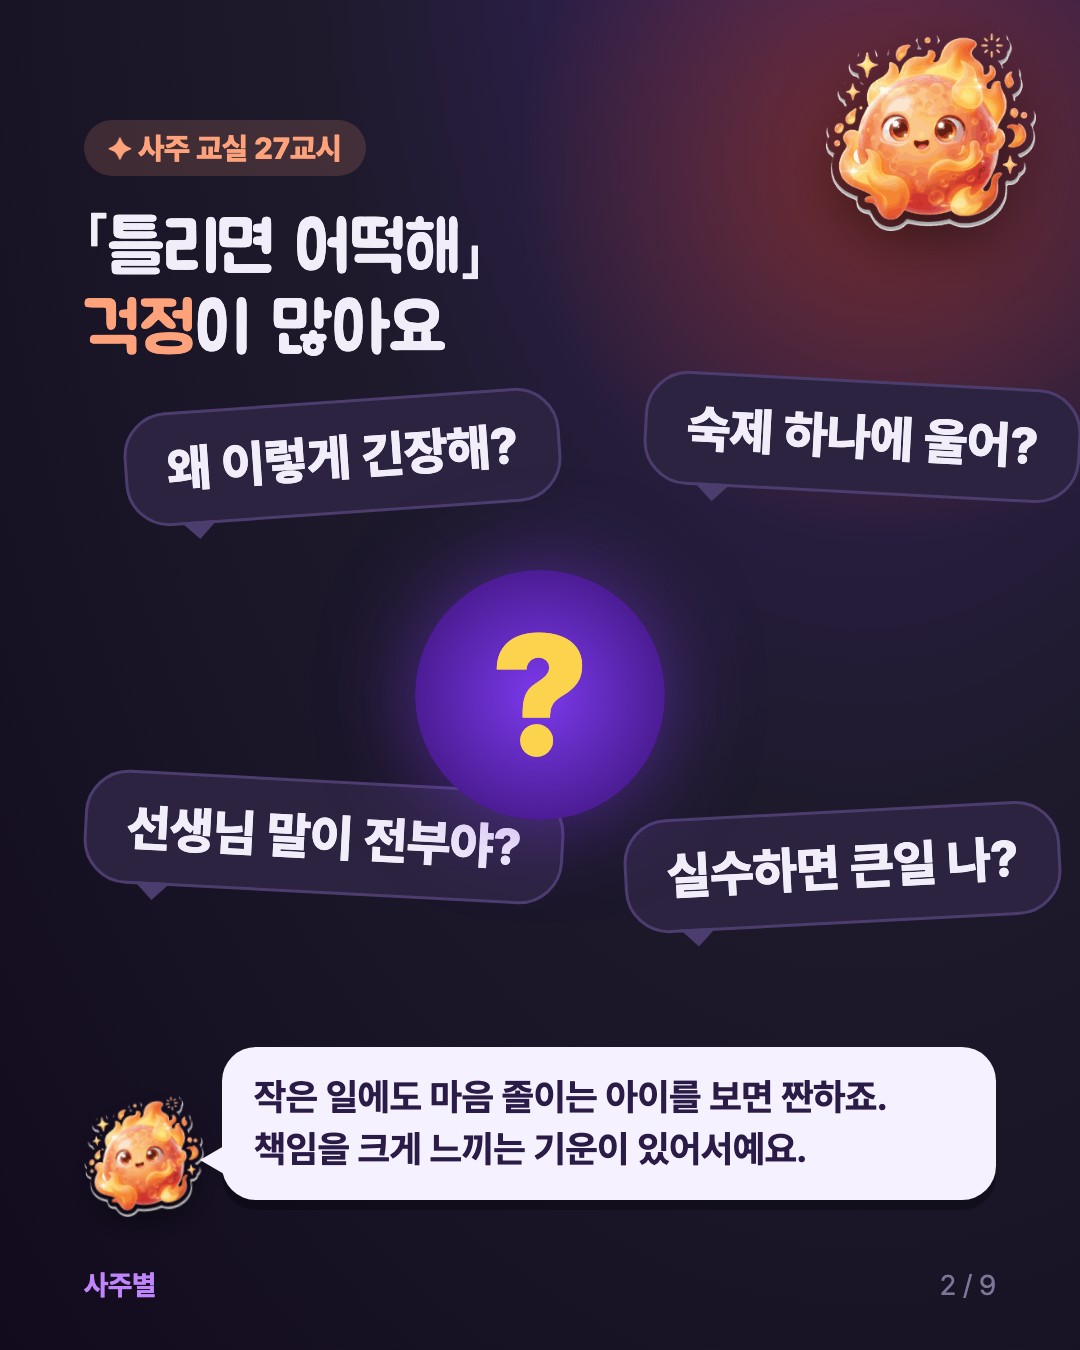 ✦ 사주 교실 27교시
「틀리면 어떡해」
걱정이 많아요
왜 이렇게 긴장해?
숙제 하나에 울어?
?
선생님 말이 전부야?
실수하면 큰일 나?
작은 일에도 마음 졸이는 아이를 보면 짠하죠.
책임을 크게 느끼는 기운이 있어서예요.
사주별
2 / 9